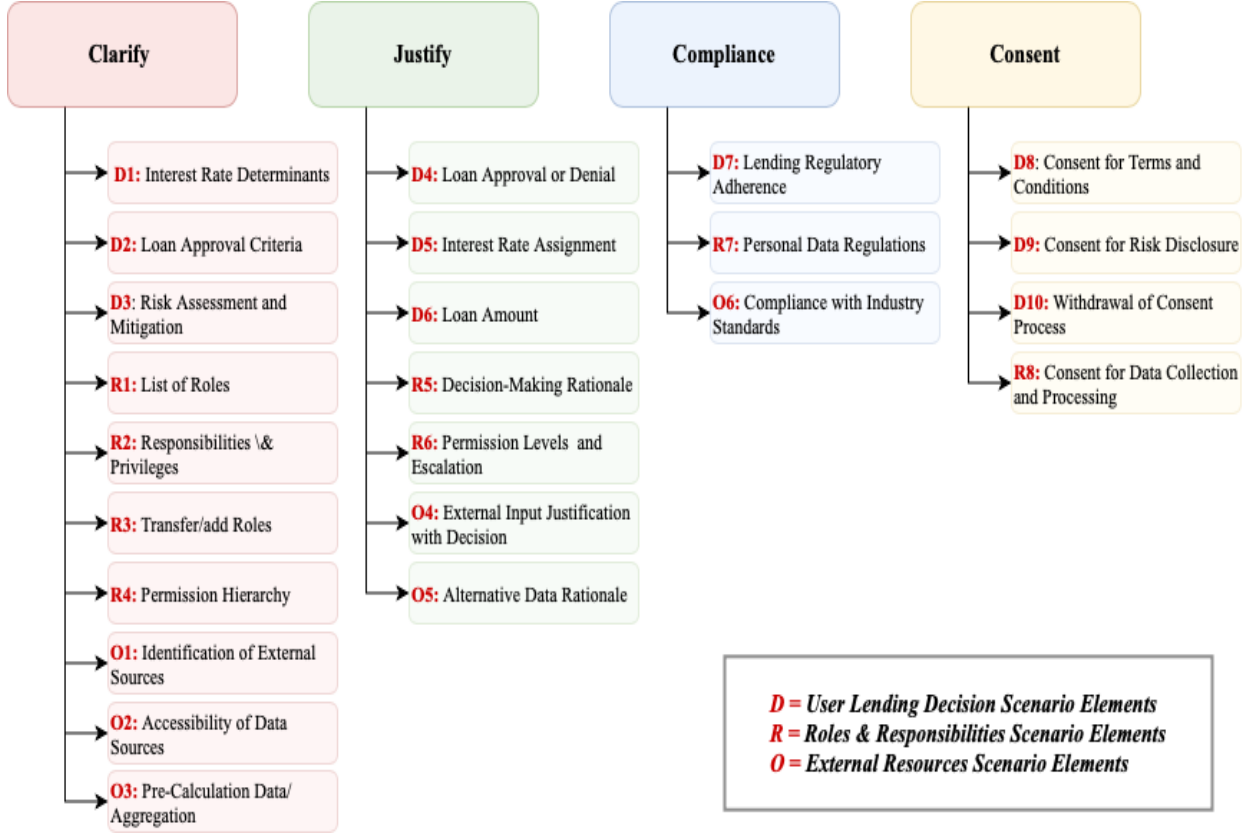 Clarify
D1: Interest Rate Determinants
D2: Loan Approval Criteria
D3: Risk Assessment and
Mitigation
R1: List of Roles
R2: Responsibilities \&
Privileges
R3: Transfer/add Roles
R4: Permission Hierarchy
O1: Identification of External
Sources
O2: Accessibility of Data
Sources
O3: Pre-Calculation Data/
Aggregation
Justify
D4: Loan Approval or Denial
D5: Interest Rate Assignment
D6: Loan Amount
R5: Decision-Making Rationale
R6: Permission Levels and
Escalation
O4: External Input Justification
with Decision
O5: Alternative Data Rationale
Compliance
D7: Lending Regulatory
Adherence
R7: Personal Data Regulations
O6: Compliance with Industry
Standards
Consent
D8: Consent for Terms and
Conditions
D9: Consent for Risk Disclosure
D10: Withdrawal of Consent
Process
R8: Consent for Data Collection
and Processing
D = User Lending Decision Scenario Elements
R = Roles & Responsibilities Scenario Elements
O = External Resources Scenario Elements